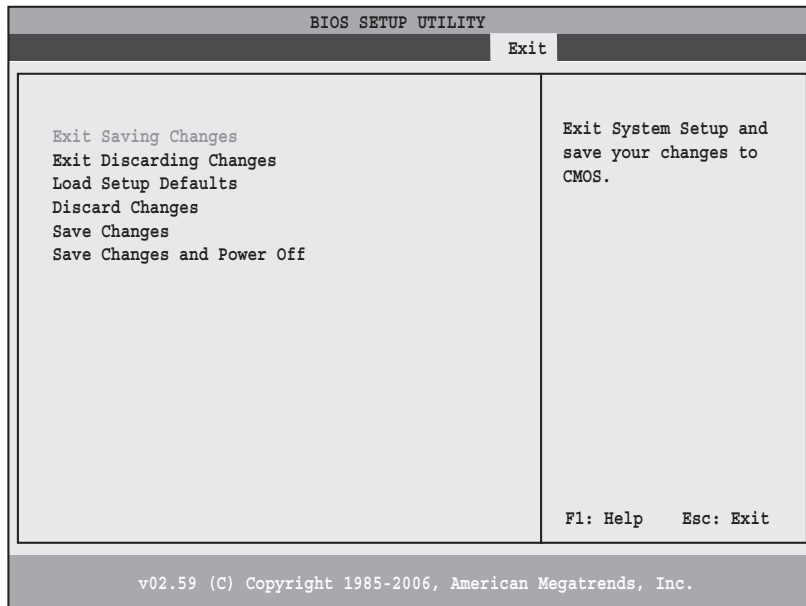 BIOS SETUP UTILITY
Exit
Exit Saving Changes
Exit Discarding Changes
Load Setup Defaults
Discard Changes
Save Changes
Save Changes and Power Off
Exit System Setup and
save your changes to
CMOS.
F1: Help Esc: Exit
v02.59 (C) Copyright 1985-2006, American Megatrends, Inc.